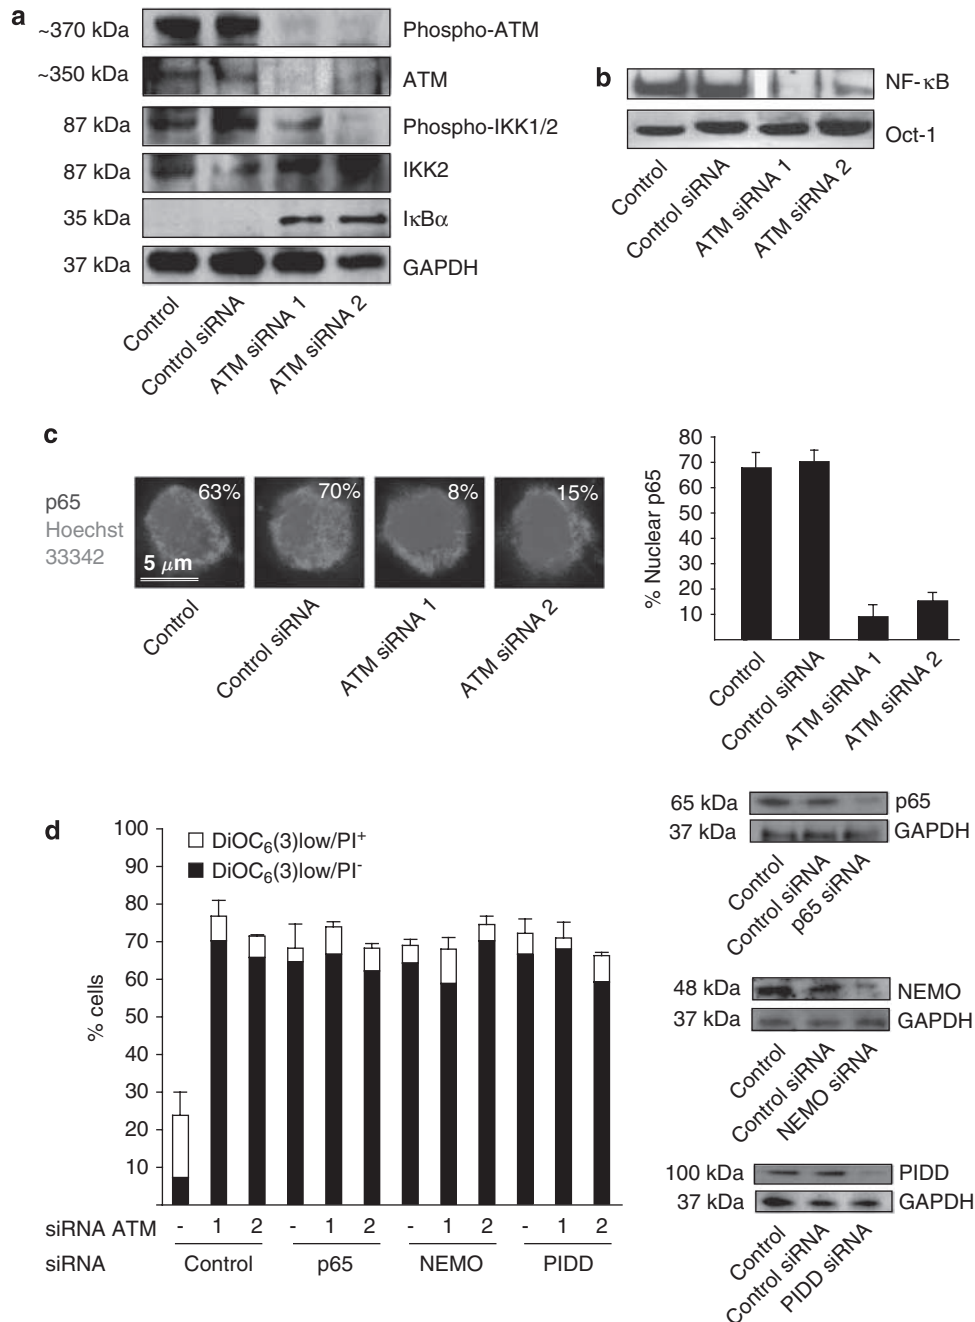 a
~370 kDa Phospho-ATM
~350 kDa ATM
87 kDa Phospho-IKK1/2
87 kDa IKK2
35 kDa IκBα
37 kDa GAPDH
Control
Control siRNA
ATM siRNA 1
ATM siRNA 2
b
NF-κB
Oct-1
Control
Control siRNA
ATM siRNA 1
ATM siRNA 2
c
p65
Hoechst
33342
63%
70%
8%
15%
5 μm
Control
Control siRNA
ATM siRNA 1
ATM siRNA 2
% Nuclear p65
80
70
60
50
40
30
20
10
Control
Control siRNA
ATM siRNA 1
ATM siRNA 2
d
% cells
100
90
80
70
60
50
40
30
20
10
DiOC6(3)low/PI+
DiOC6(3)low/PI-
siRNA ATM - 1 2 - 1 2 - 1 2 - 1 2
siRNA Control p65 NEMO PIDD
65 kDa p65
37 kDa GAPDH
Control
Control siRNA
p65 siRNA
48 kDa NEMO
37 kDa GAPDH
Control
Control siRNA
NEMO siRNA
100 kDa PIDD
37 kDa GAPDH
Control
Control siRNA
PIDD siRNA